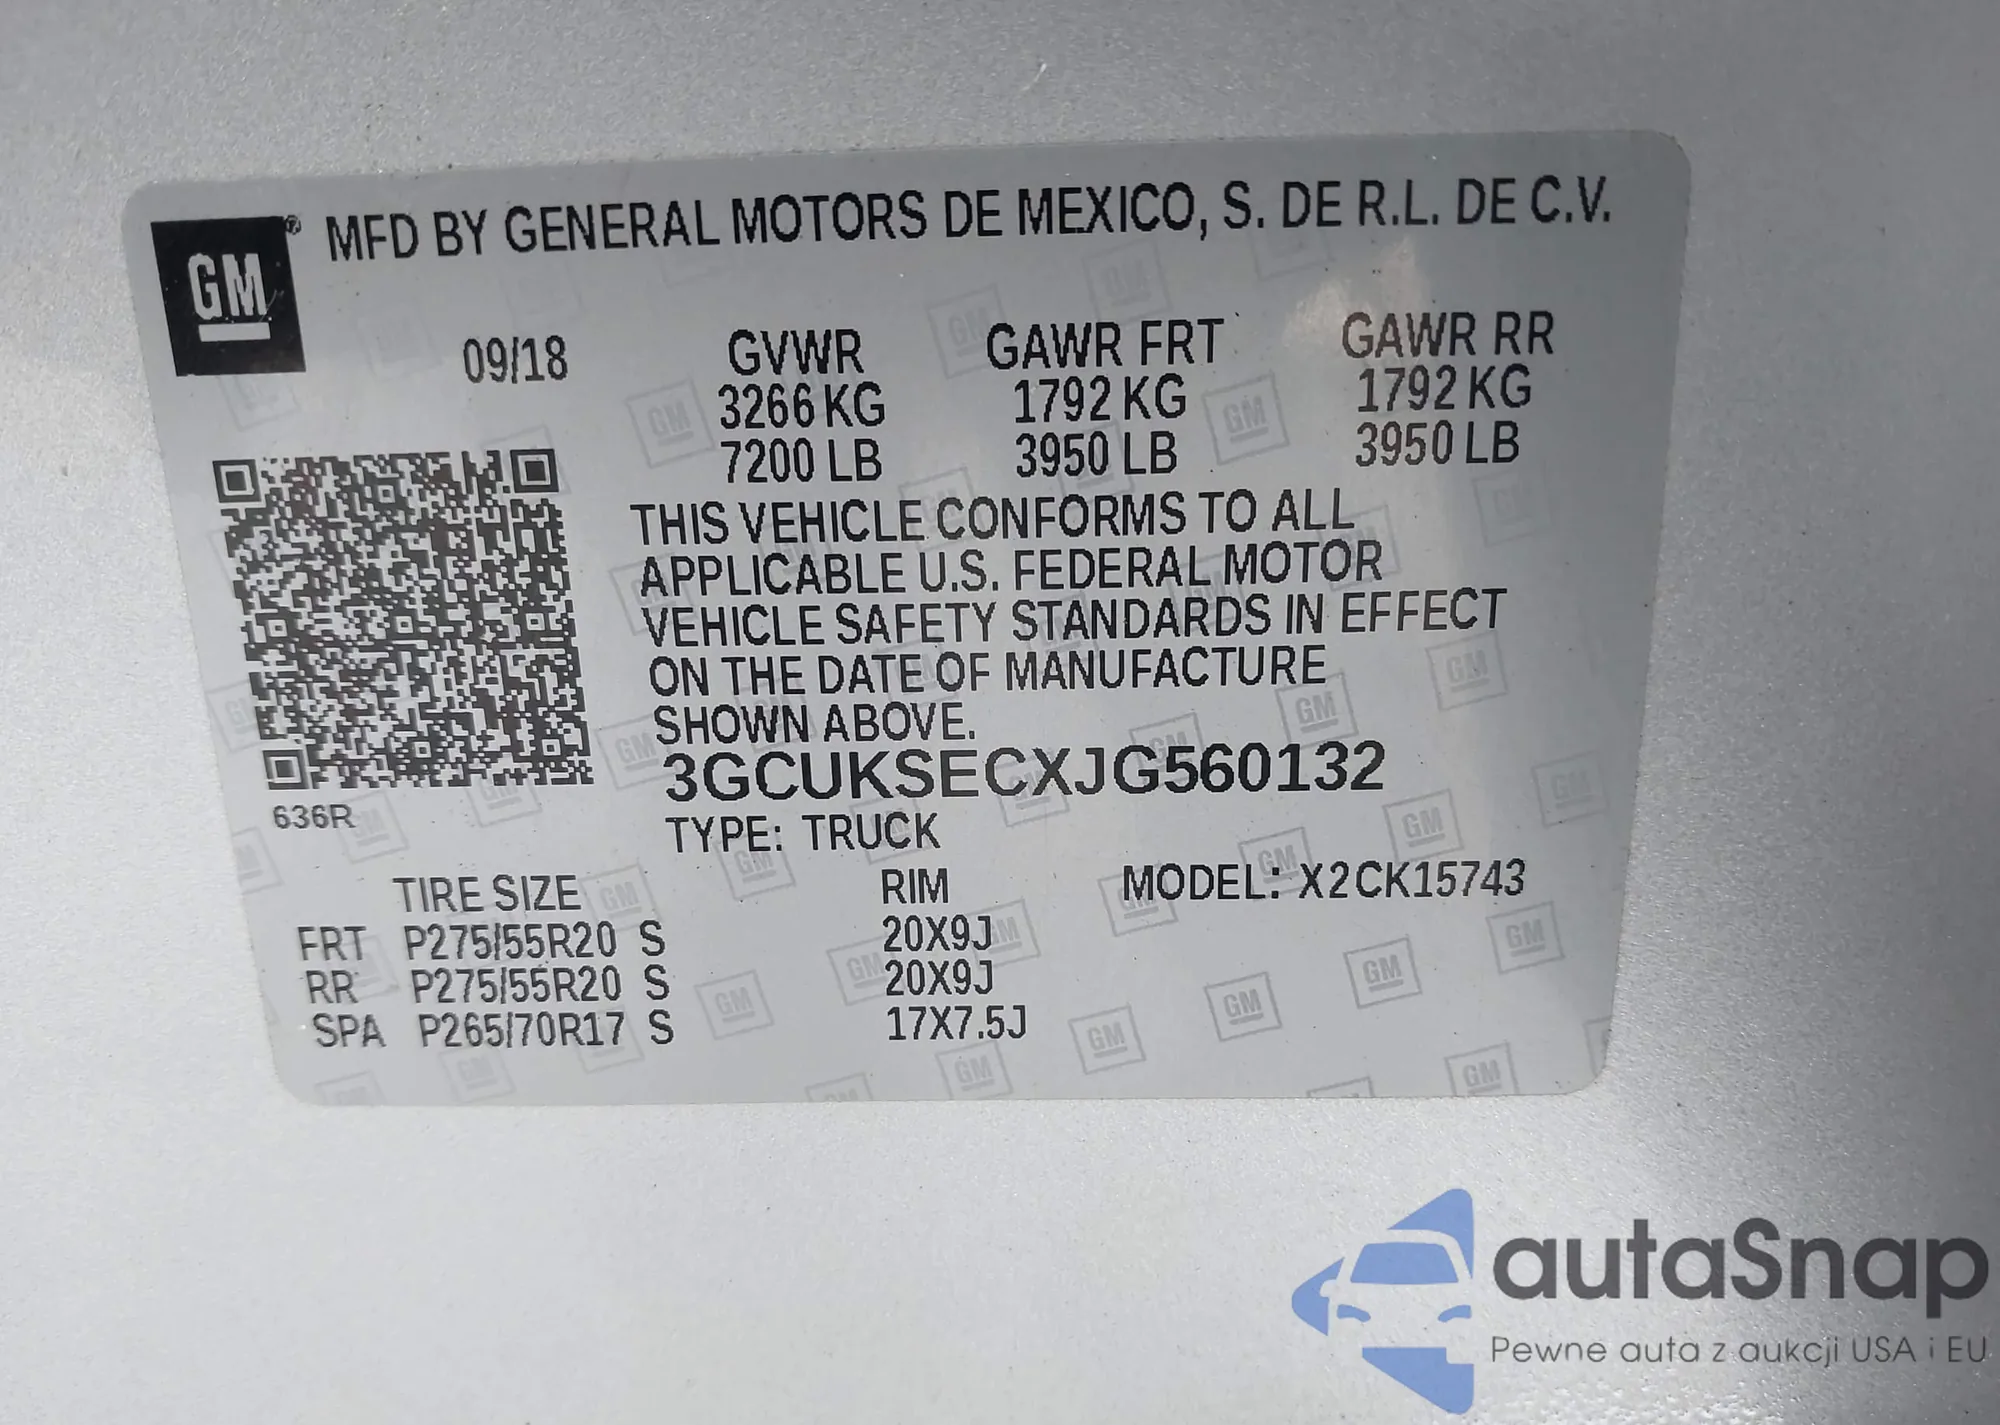 GM
MFD BY GENERAL MOTORS DE MEXICO, S. DE R.L. DE C.V.
09/18 GVWR GAWR FRT GAWR RR
3266 KG 1792 KG 1792 KG
7200 LB 3950 LB 3950 LB
THIS VEHICLE CONFORMS TO ALL
APPLICABLE U.S. FEDERAL MOTOR
VEHICLE SAFETY STANDARDS IN EFFECT
ON THE DATE OF MANUFACTURE
SHOWN ABOVE.
3GCUKSECXJG560132
636R
TYPE: TRUCK
TIRE SIZE RIM MODEL: X2CK15743
FRT P275/55R20 S 20X9J
RR P275/55R20 S 20X9J
SPA P265/70R17 S 17X7.5J
autaSnap
Pewne auta z aukcji USA i EU